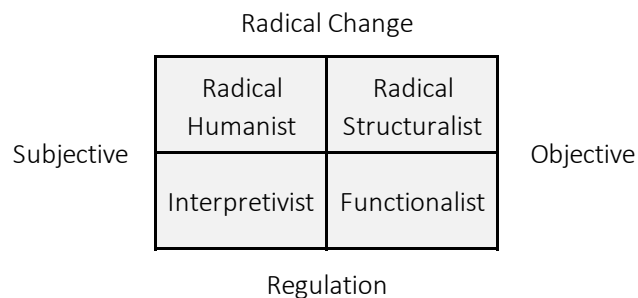 Radical Change
Radical Radical
Humanist Structuralist
Subjective Objective
Interpretivist Functionalist
Regulation